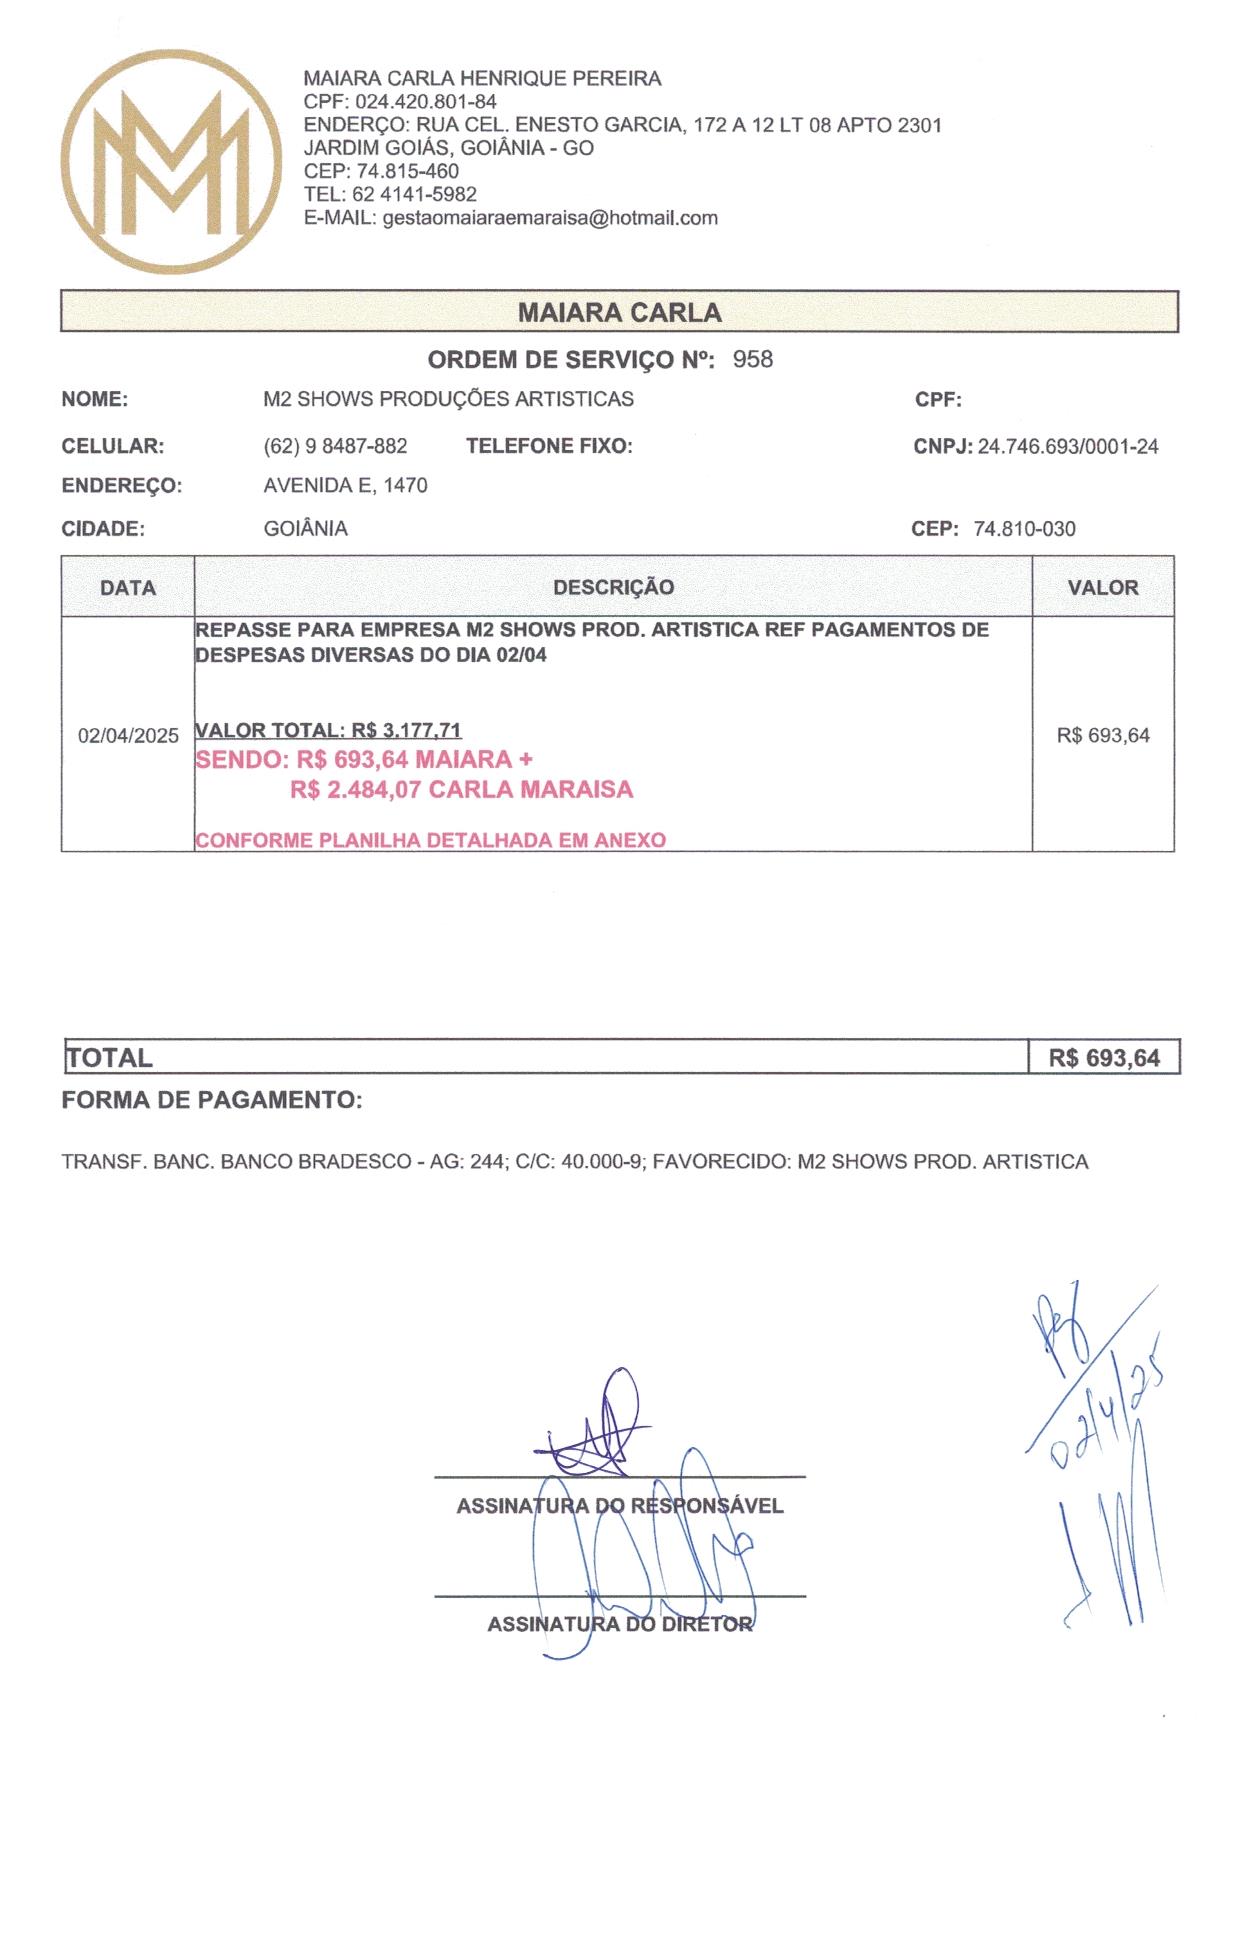 MAIARA CARLA HENRIQUE PEREIRA
CPF: 024.420.801-84
ENDERÇO: RUA CEL. ENESTO GARCIA, 172 A 12 LT 08 APTO 2301
JARDIM GOIÁS, GOIÂNIA - GO
CEP: 74.815-460
TEL: 62 4141-5982
E-MAIL: gestaomaiaraemaraisa@hotmail.com
MAIARA CARLA
ORDEM DE SERVIÇO Nº: 958
NOME: M2 SHOWS PRODUÇÕES ARTISTICAS CPF:
CELULAR: (62) 9 8487-882 TELEFONE FIXO: CNPJ: 24.746.693/0001-24
ENDEREÇO: AVENIDA E, 1470
CIDADE: GOIÂNIA CEP: 74.810-030
DATA DESCRIÇÃO VALOR
REPASSE PARA EMPRESA M2 SHOWS PROD. ARTISTICA REF PAGAMENTOS DE
DESPESAS DIVERSAS DO DIA 02/04
VALOR TOTAL: R$ 3.177,71
02/04/2025 R$ 693,64
SENDO: R$ 693,64 MAIARA +
R$ 2.484,07 CARLA MARAISA
CONFORME PLANILHA DETALHADA EM ANEXO
TOTAL R$ 693,64
FORMA DE PAGAMENTO:
TRANSF. BANC. BANCO BRADESCO - AG: 244; C/C: 40.000-9; FAVORECIDO: M2 SHOWS PROD. ARTISTICA
02/4/25
ASSINATURA DO RESPONSÁVEL
ASSINATURA DO DIRETOR